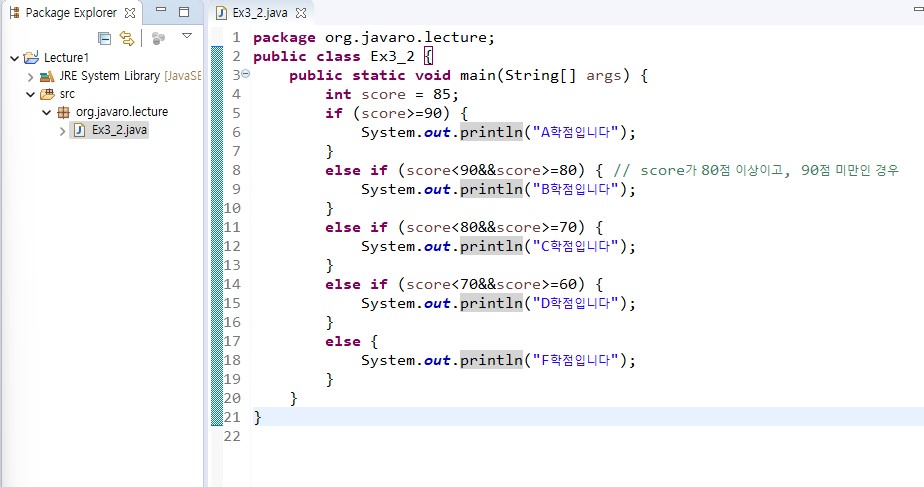 Package Explorer
Lecture1
JRE System Library [JavaSE
src
org.javaro.lecture
Ex3_2.java
Ex3_2.java
1 package org.javaro.lecture;
2 public class Ex3_2 {
3 public static void main(String[] args) {
4 int score = 85;
5 if (score>=90) {
6 System.out.println("A학점입니다");
7 }
8 else if (score<90&&score>=80) { // score가 80점 이상이고, 90점 미만인 경우
9 System.out.println("B학점입니다");
10 }
11 else if (score<80&&score>=70) {
12 System.out.println("C학점입니다");
13 }
14 else if (score<70&&score>=60) {
15 System.out.println("D학점입니다");
16 }
17 else {
18 System.out.println("F학점입니다");
19 }
20 }
21 }
22